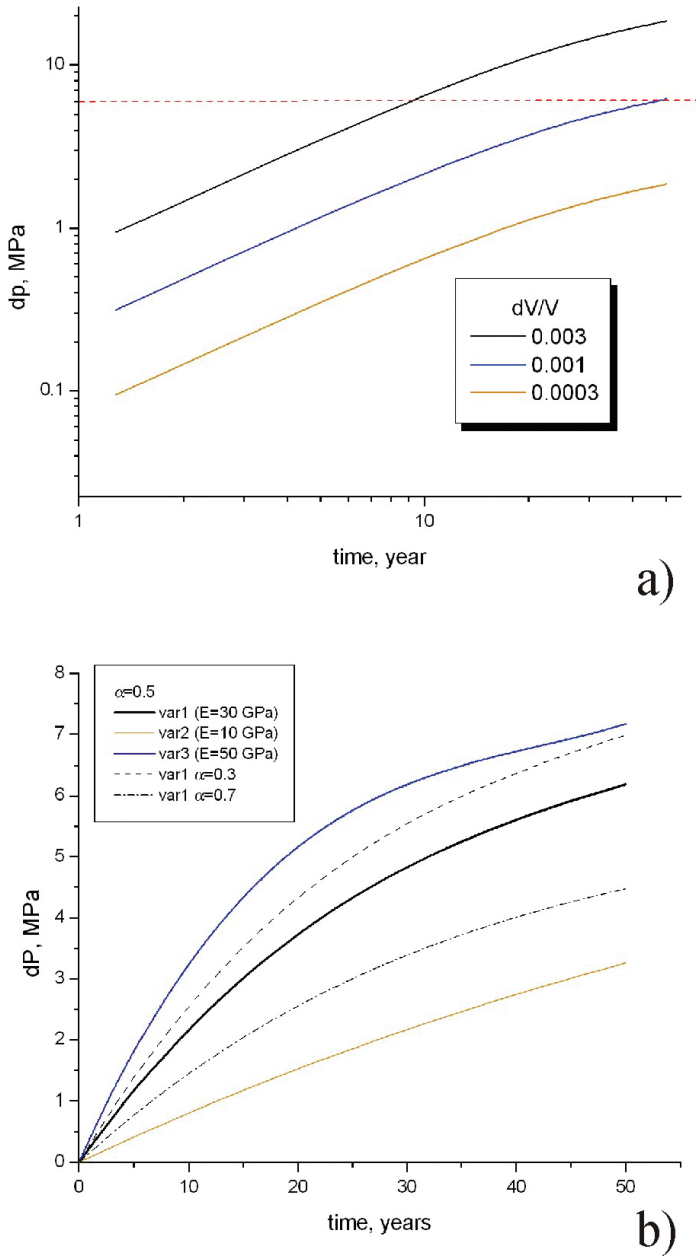 10
1
0.1
dp, MPa
dV/V
0.003
0.001
0.0003
1
10
time, year
a)
8
7
6
5
4
3
2
1
0
dP, MPa
α=0.5
var1 (E=30 GPa)
var2 (E=10 GPa)
var3 (E=50 GPa)
var1 α=0.3
var1 α=0.7
0
10
20
30
40
50
time, years
b)